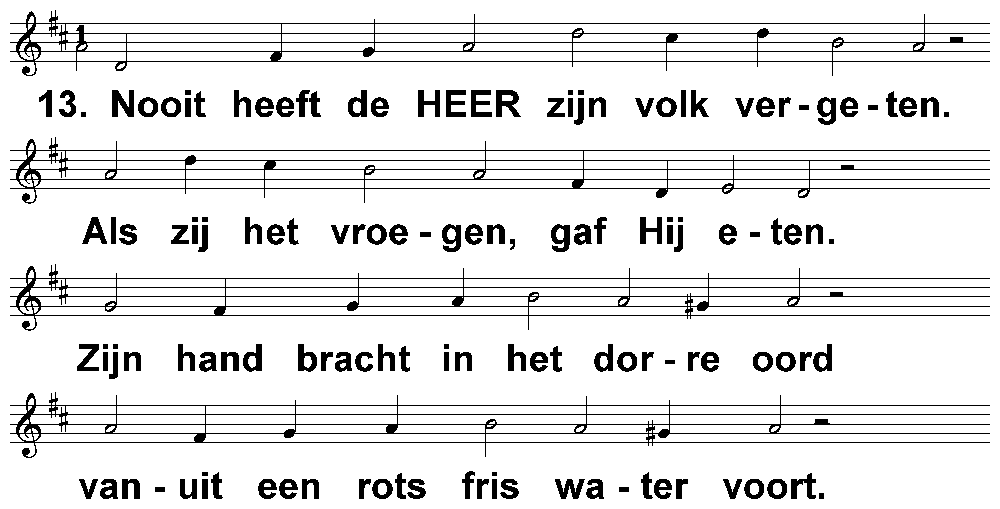 1
13. Nooit heeft de HEER zijn volk ver - ge - ten.
Als zij het vroe - gen, gaf Hij e - ten.
Zijn hand bracht in het dor - re oord
van - uit een rots fris wa - ter voort.